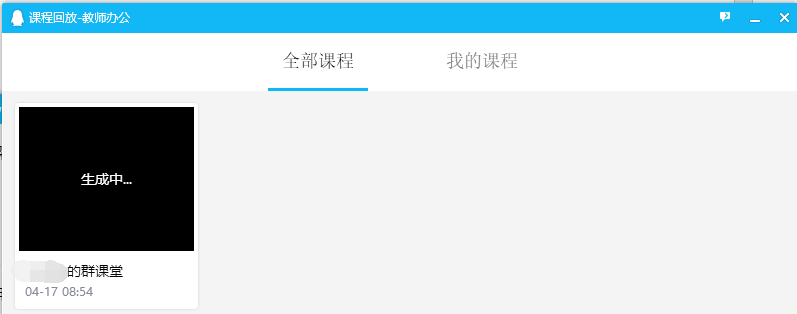 课程回放-教师办公
全部课程
我的课程
生成中...
的群课堂
04-17 08:54